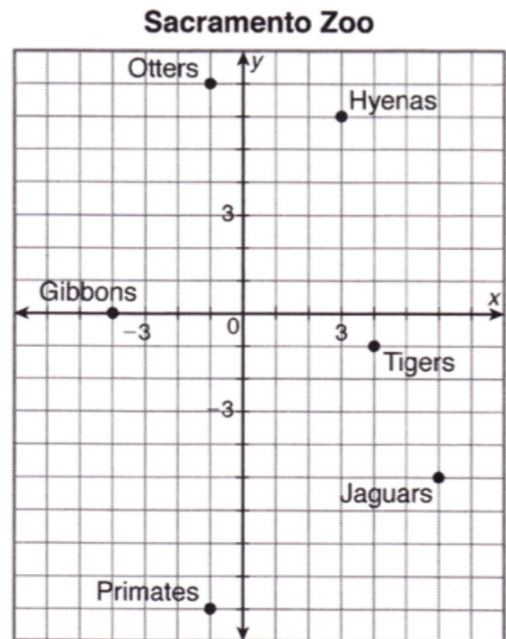 Sacramento Zoo
Otters
y
Hyenas
3
Gibbons
x
−3
0
3
Tigers
−3
Jaguars
Primates